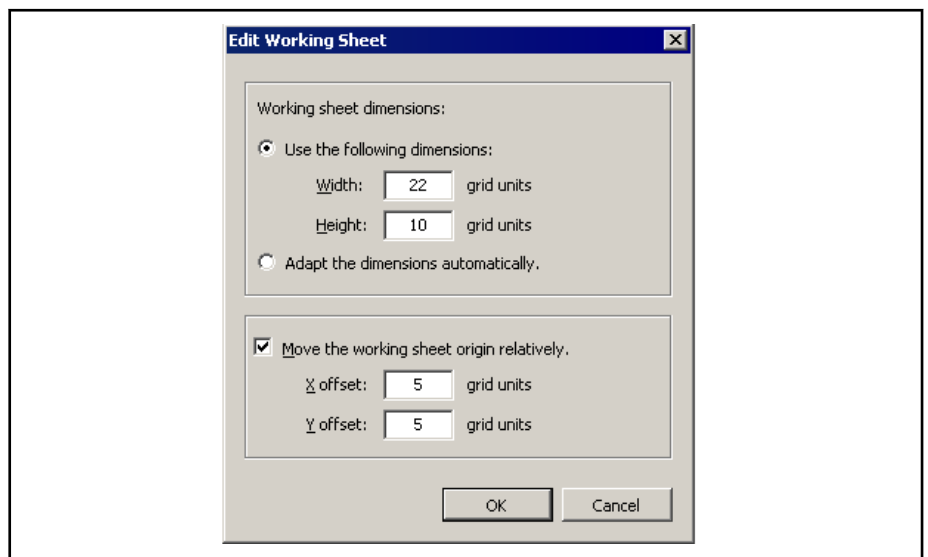 Edit Working Sheet
Working sheet dimensions:
Use the following dimensions:
Width: 22 grid units
Height: 10 grid units
Adapt the dimensions automatically.
Move the working sheet origin relatively.
X offset: 5 grid units
Y offset: 5 grid units
OK Cancel